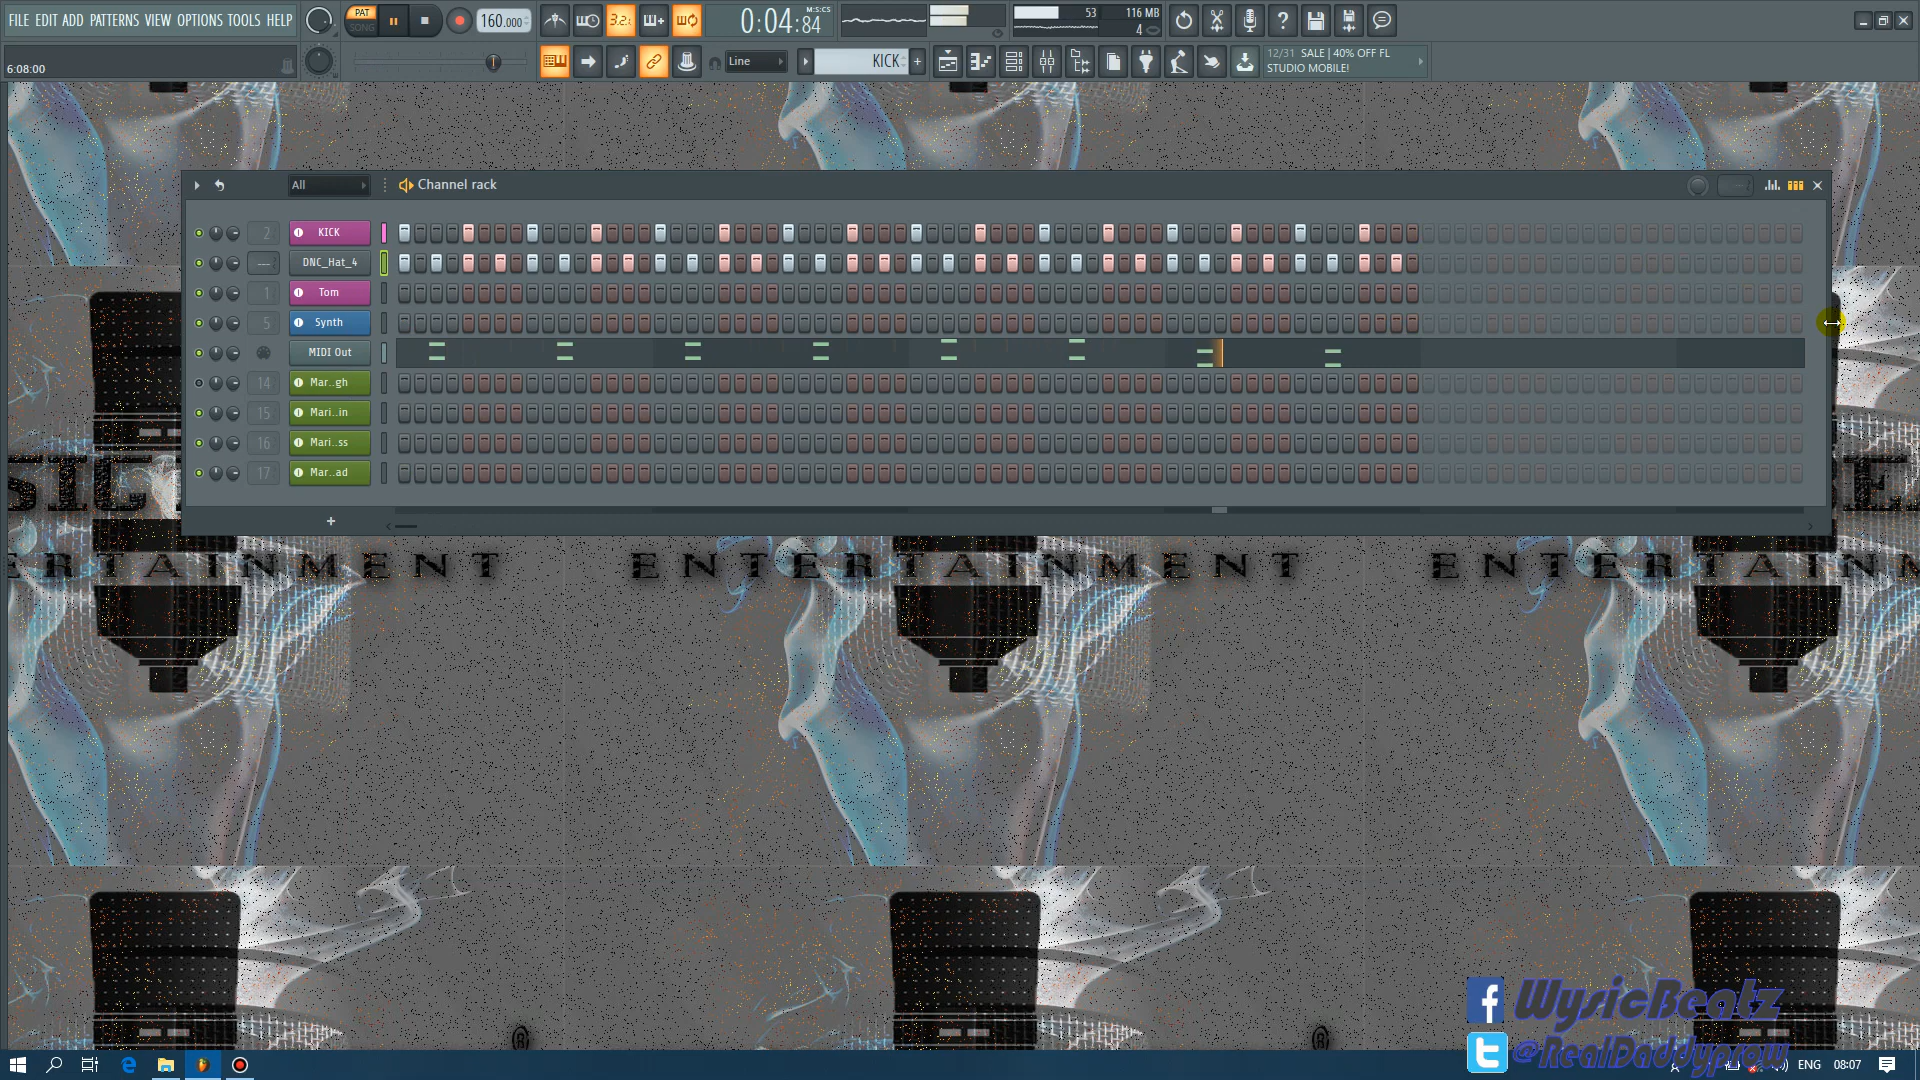 FILE EDIT ADD PATTERNS VIEW OPTIONS TOOLS HELP
PAT
SONG
160.000
3.2.
0:04:84
M:S:CS
53
116 MB
4
6:08:00
Line
KICK
12/31 SALE | 40% OFF FL
STUDIO MOBILE!
All
Channel rack
2 KICK
--- DNC_Hat_4
1 Tom
5 Synth
MIDI Out
14 Mar..gh
15 Mari..in
16 Mari..ss
17 Mar..ad
+
ENTERTAINMENT
WysicBeatz
@RealDaddyprow
ENG
08:07